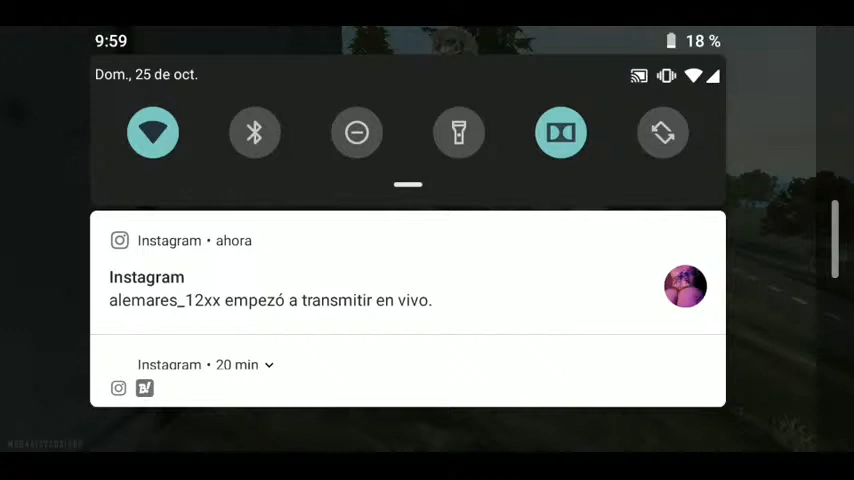 9:59
18 %
Dom., 25 de oct.
Instagram • ahora
Instagram
alemares_12xx empezó a transmitir en vivo.
Instagram • 20 min
B!